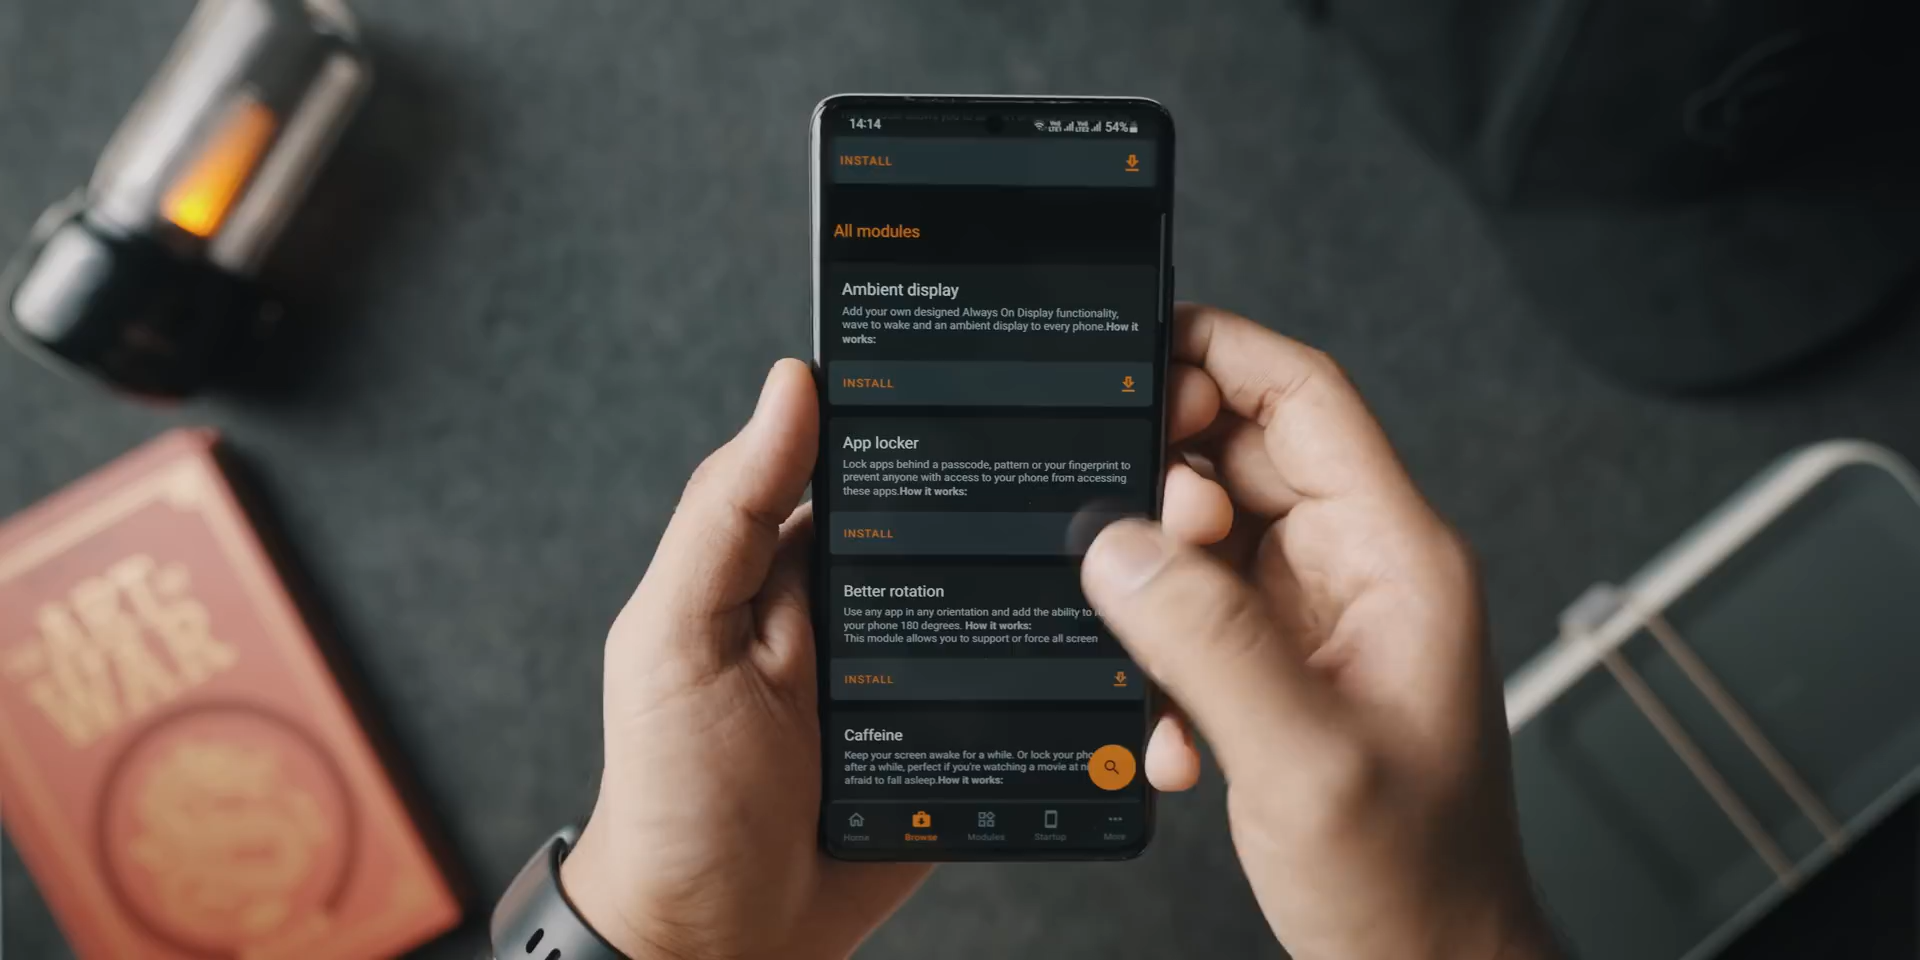 14:14
54%
INSTALL
All modules
Ambient display
Add your own designed Always On Display functionality,
wave to wake and an ambient display to every phone.How it
works:
INSTALL
App locker
Lock apps behind a passcode, pattern or your fingerprint to
prevent anyone with access to your phone from accessing
these apps.How it works:
INSTALL
Better rotation
Use any app in any orientation and add the ability to
your phone 180 degrees. How it works:
This module allows you to support or force all screen
INSTALL
Caffeine
Keep your screen awake for a while. Or lock your
after a while, perfect if you're watching a movie at
afraid to fall asleep.How it works:
Home
Browse
Modules
Startup
More
ART
WAR